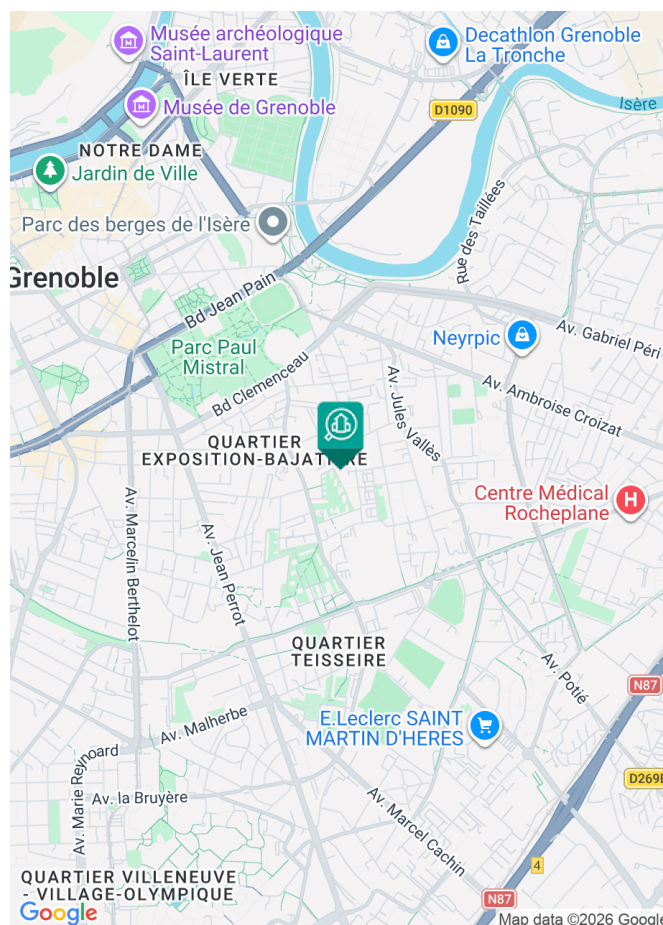 Musée archéologique
Saint-Laurent
Decathlon Grenoble
La Tronche
ÎLE VERTE
Musée de Grenoble
D1090
Isère
NOTRE DAME
Jardin de Ville
Rue des Taillées
Parc des berges de l'Isère
Grenoble
Bd Jean Pain
Av. Gabriel Péri
Neyrpic
Parc Paul
Mistral
Bd Clemenceau
Av. Jules Vallès
Av. Ambroise Croizat
QUARTIER
EXPOSITION-BAJATIÈRE
Centre Médical
Rocheplane
H
Av. Marcelin Berthelot
Av. Jean Perrot
QUARTIER
TEISSEIRE
Av. Potié
N87
E.Leclerc SAINT
MARTIN D'HERES
Av. Malherbe
Av. Marie Reynoard
D269B
Av. la Bruyère
Av. Marcel Cachin
4
QUARTIER VILLENEUVE
- VILLAGE-OLYMPIQUE
N87
Google
Map data ©2026 Google